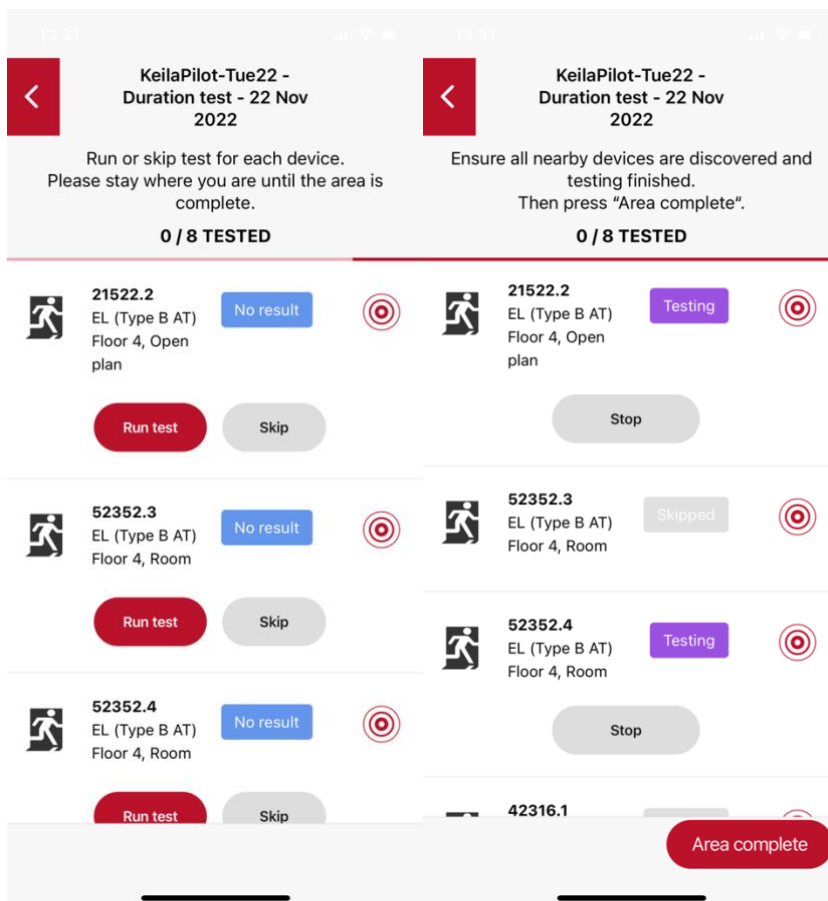 13.31
KeilaPilot-Tue22 -
Duration test - 22 Nov
2022
Run or skip test for each device.
Please stay where you are until the area is
complete.
0 / 8 TESTED
21522.2
EL (Type B AT)
Floor 4, Open
plan
No result
Run test
Skip
52352.3
EL (Type B AT)
Floor 4, Room
No result
Run test
Skip
52352.4
EL (Type B AT)
Floor 4, Room
No result
Run test
Skip
13.31
KeilaPilot-Tue22 -
Duration test - 22 Nov
2022
Ensure all nearby devices are discovered and
testing finished.
Then press “Area complete“.
0 / 8 TESTED
21522.2
EL (Type B AT)
Floor 4, Open
plan
Testing
Stop
52352.3
EL (Type B AT)
Floor 4, Room
Skipped
52352.4
EL (Type B AT)
Floor 4, Room
Testing
Stop
42316.1
Area complete